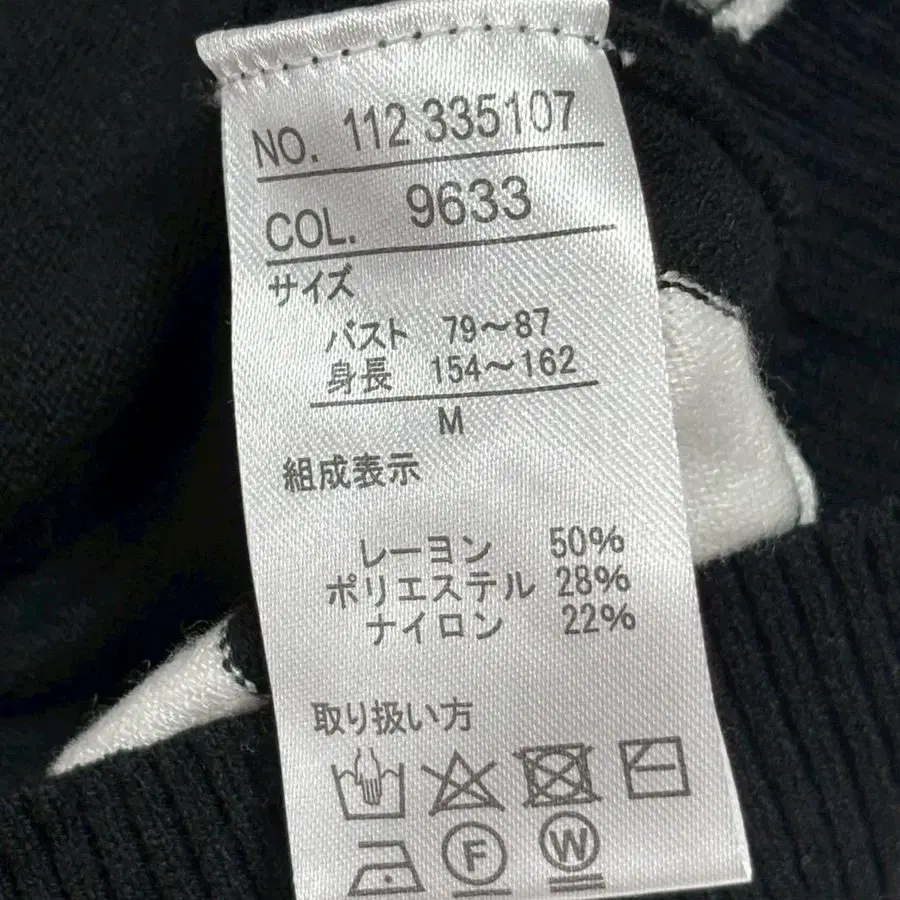 NO. 112 335107
COL. 9633
サイズ
バスト 79～87
身長 154～162
M
組成表示
レーヨン 50%
ポリエステル 28%
ナイロン 22%
取り扱い方
F W